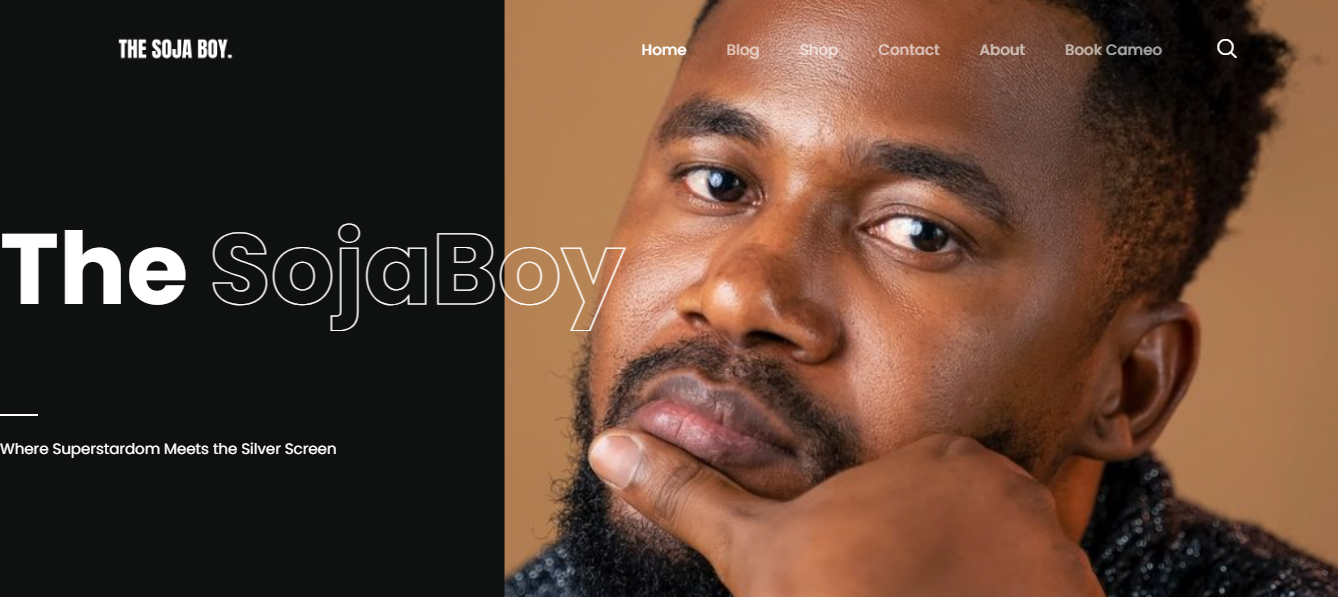 THE SOJA BOY.
Home Blog Shop Contact About Book Cameo
The SojaBoy
Where Superstardom Meets the Silver Screen